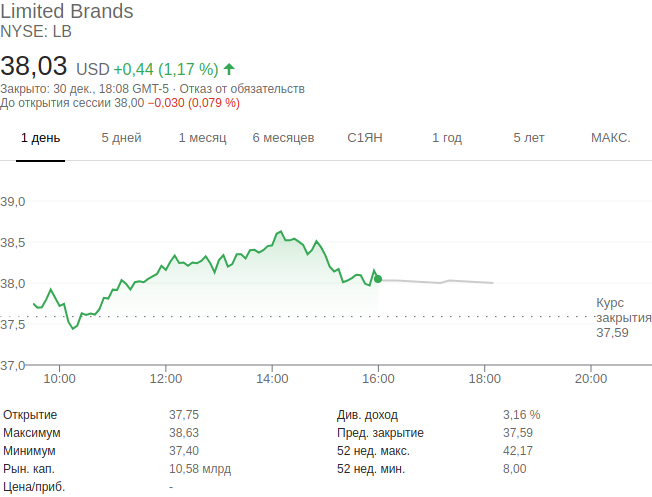 Limited Brands
NYSE: LB
38,03 USD +0,44 (1,17 %)
Закрыто: 30 дек., 18:08 GMT-5 · Отказ от обязательств
До открытия сессии 38,00 −0,030 (0,079 %)
1 день 5 дней 1 месяц 6 месяцев С1ЯН 1 год 5 лет МАКС.
39,0
38,5
38,0
37,5
37,0
Курс
закрытия
37,59
10:00 12:00 14:00 16:00 18:00 20:00
Открытие 37,75 Див. доход 3,16 %
Максимум 38,63 Пред. закрытие 37,59
Минимум 37,40 52 нед. макс. 42,17
Рын. кап. 10,58 млрд 52 нед. мин. 8,00
Цена/приб. -